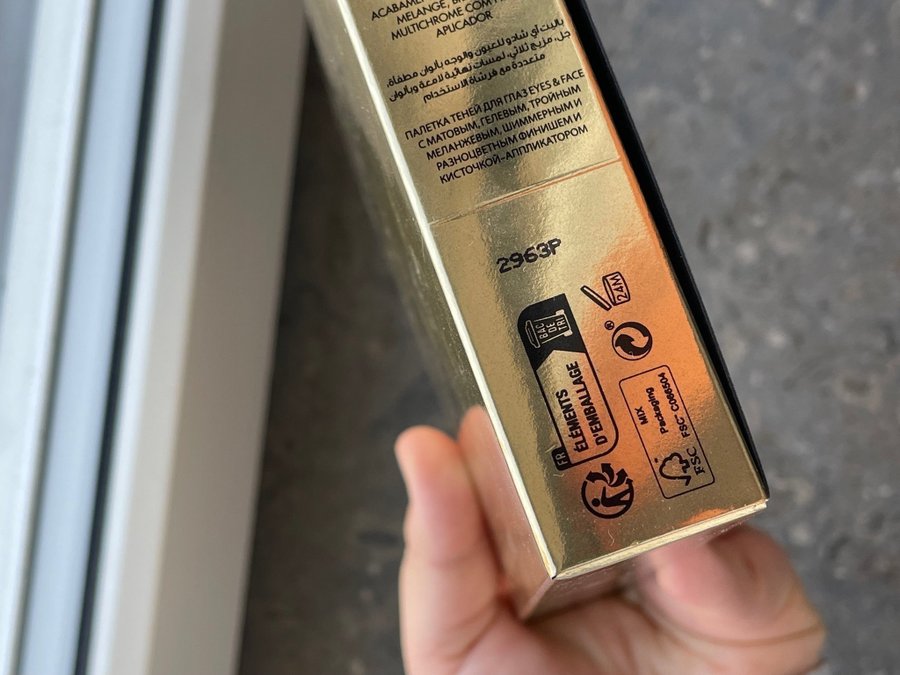 ACABAM
MELANGE, B
MULTICHROME COM
APLICADOR
باليت آي شادو للعيون والوجه بألوان مطفأة،
جل، مزيج ثلاثي، لمسات نهائية لامعة وبألوان
متعددة مع فرشاة الاستخدام
ПАЛЕТКА ТЕНЕЙ ДЛЯ ГЛАЗ EYES & FACE
С МАТОВЫМ, ГЕЛЕВЫМ, ТРОЙНЫМ
МЕЛАНЖЕВЫМ, ШИММЕРНЫМ И
РАЗНОЦВЕТНЫМ ФИНИШЕМ И
КИСТОЧКОЙ-АППЛИКАТОРОМ
2963P
24M
BAC
DE
TRI
FR
ÉLÉMENTS
D'EMBALLAGE
®
MIX
Packaging
FSC FSC C066504